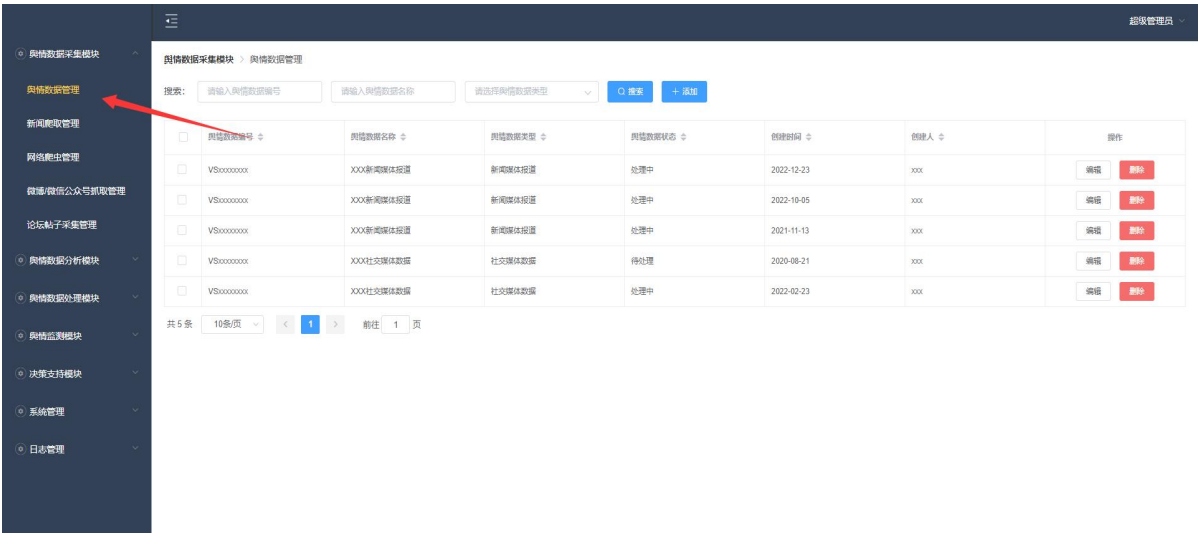 超级管理员
舆情数据采集模块
舆情数据管理
新闻爬取管理
网络爬虫管理
微博/微信公众号抓取管理
论坛帖子采集管理
舆情数据分析模块
舆情数据处理模块
舆情监测模块
决策支持模块
系统管理
日志管理
舆情数据采集模块 > 舆情数据管理
搜索: 请输入舆情数据编号 请输入舆情数据名称 请选择舆情数据类型 搜索 + 添加
舆情数据编号 舆情数据名称 舆情数据类型 舆情数据状态 创建时间 创建人 操作
VSxxxxxxxx XXX新闻媒体报道 新闻媒体报道 处理中 2022-12-23 xxx 编辑 删除
VSxxxxxxxx XXX新闻媒体报道 新闻媒体报道 处理中 2022-10-05 xxx 编辑 删除
VSxxxxxxxx XXX新闻媒体报道 新闻媒体报道 处理中 2021-11-13 xxx 编辑 删除
VSxxxxxxxx XXX社交媒体数据 社交媒体数据 待处理 2020-08-21 xxx 编辑 删除
VSxxxxxxxx XXX社交媒体数据 社交媒体数据 处理中 2022-02-23 xxx 编辑 删除
共 5 条 10条/页 < 1 > 前往 1 页